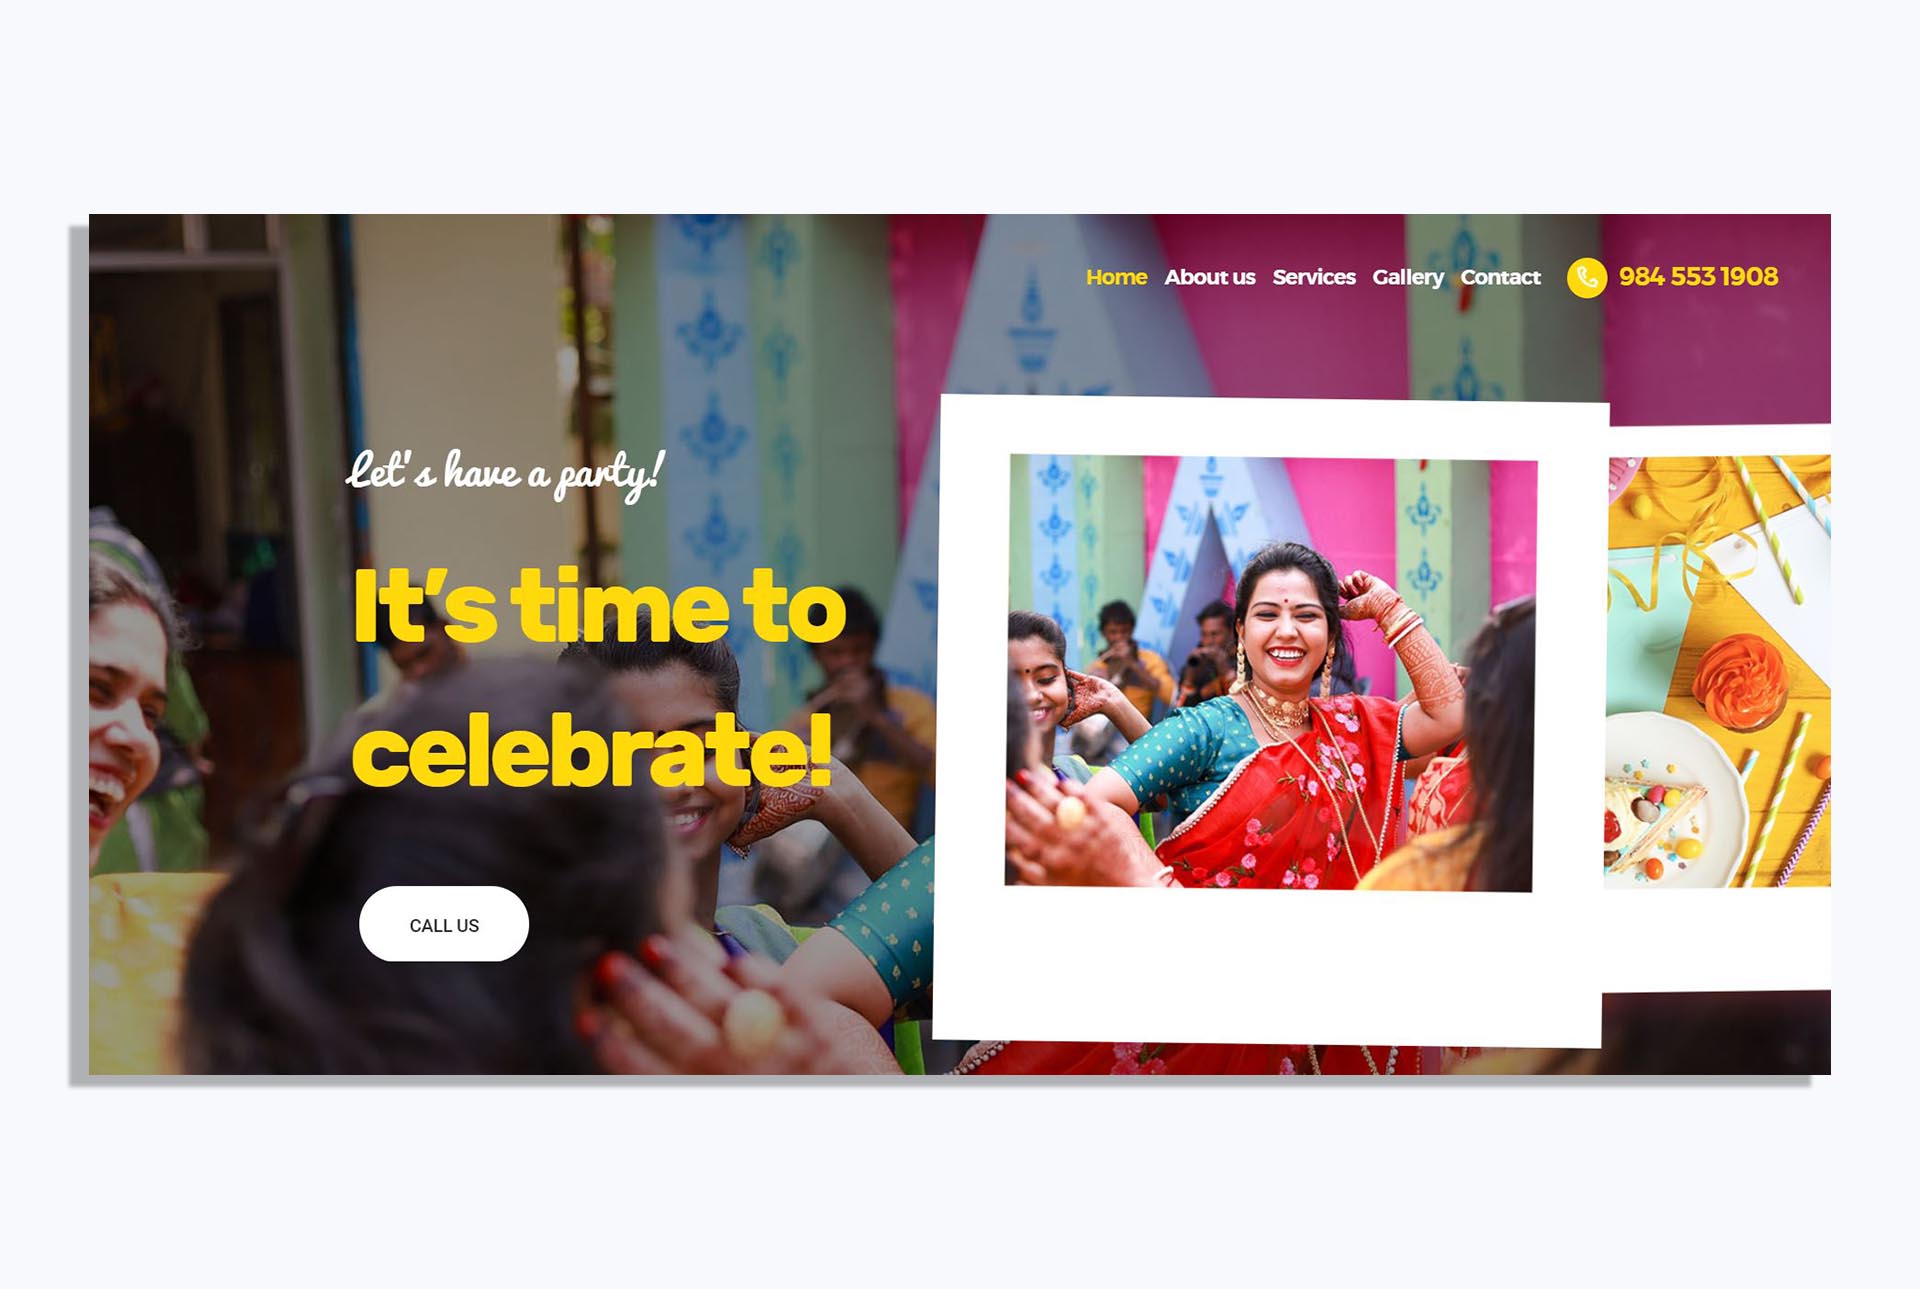 Home About us Services Gallery Contact 984 553 1908
Let's have a party!
It's time to
celebrate!
CALL US